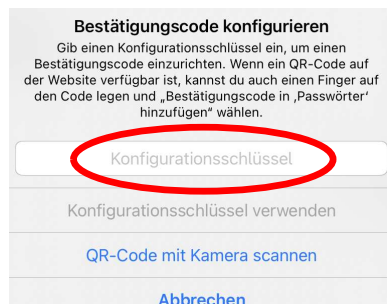 Bestätigungscode konfigurieren
Gib einen Konfigurationsschlüssel ein, um einen
Bestätigungscode einzurichten. Wenn ein QR-Code auf
der Website verfügbar ist, kannst du auch einen Finger auf
den Code legen und „Bestätigungscode in ‚Passwörter‘
hinzufügen“ wählen.
Konfigurationsschlüssel
Konfigurationsschlüssel verwenden
QR-Code mit Kamera scannen
Abbrechen